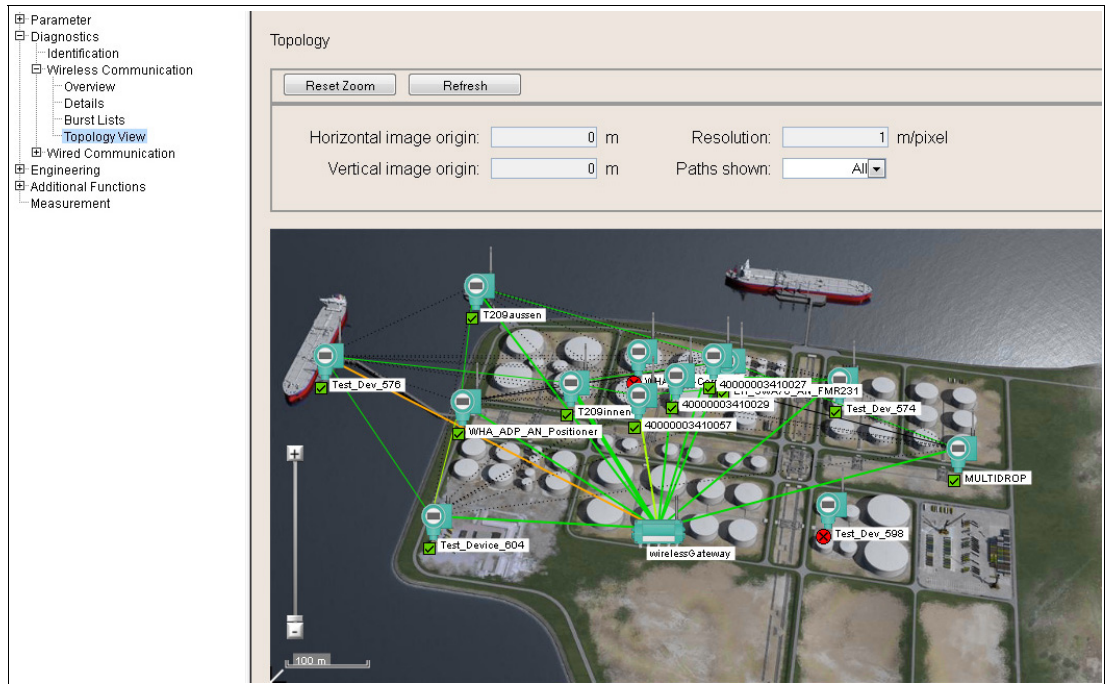 Parameter
Diagnostics
Identification
Wireless Communication
Overview
Details
Burst Lists
Topology View
Wired Communication
Engineering
Additional Functions
Measurement
Topology
Reset Zoom
Refresh
Horizontal image origin: 0 m
Resolution: 1 m/pixel
Vertical image origin: 0 m
Paths shown: All
T209aussen
Test_Dev_576
40000003410027
AN_FMR231
40000003410029
Test_Dev_574
T209innen
40000003410057
WHA_ADP_AN_Positioner
MULTIDROP
Test_Dev_598
Test_Device_604
wirelessGateway
+
-
100 m